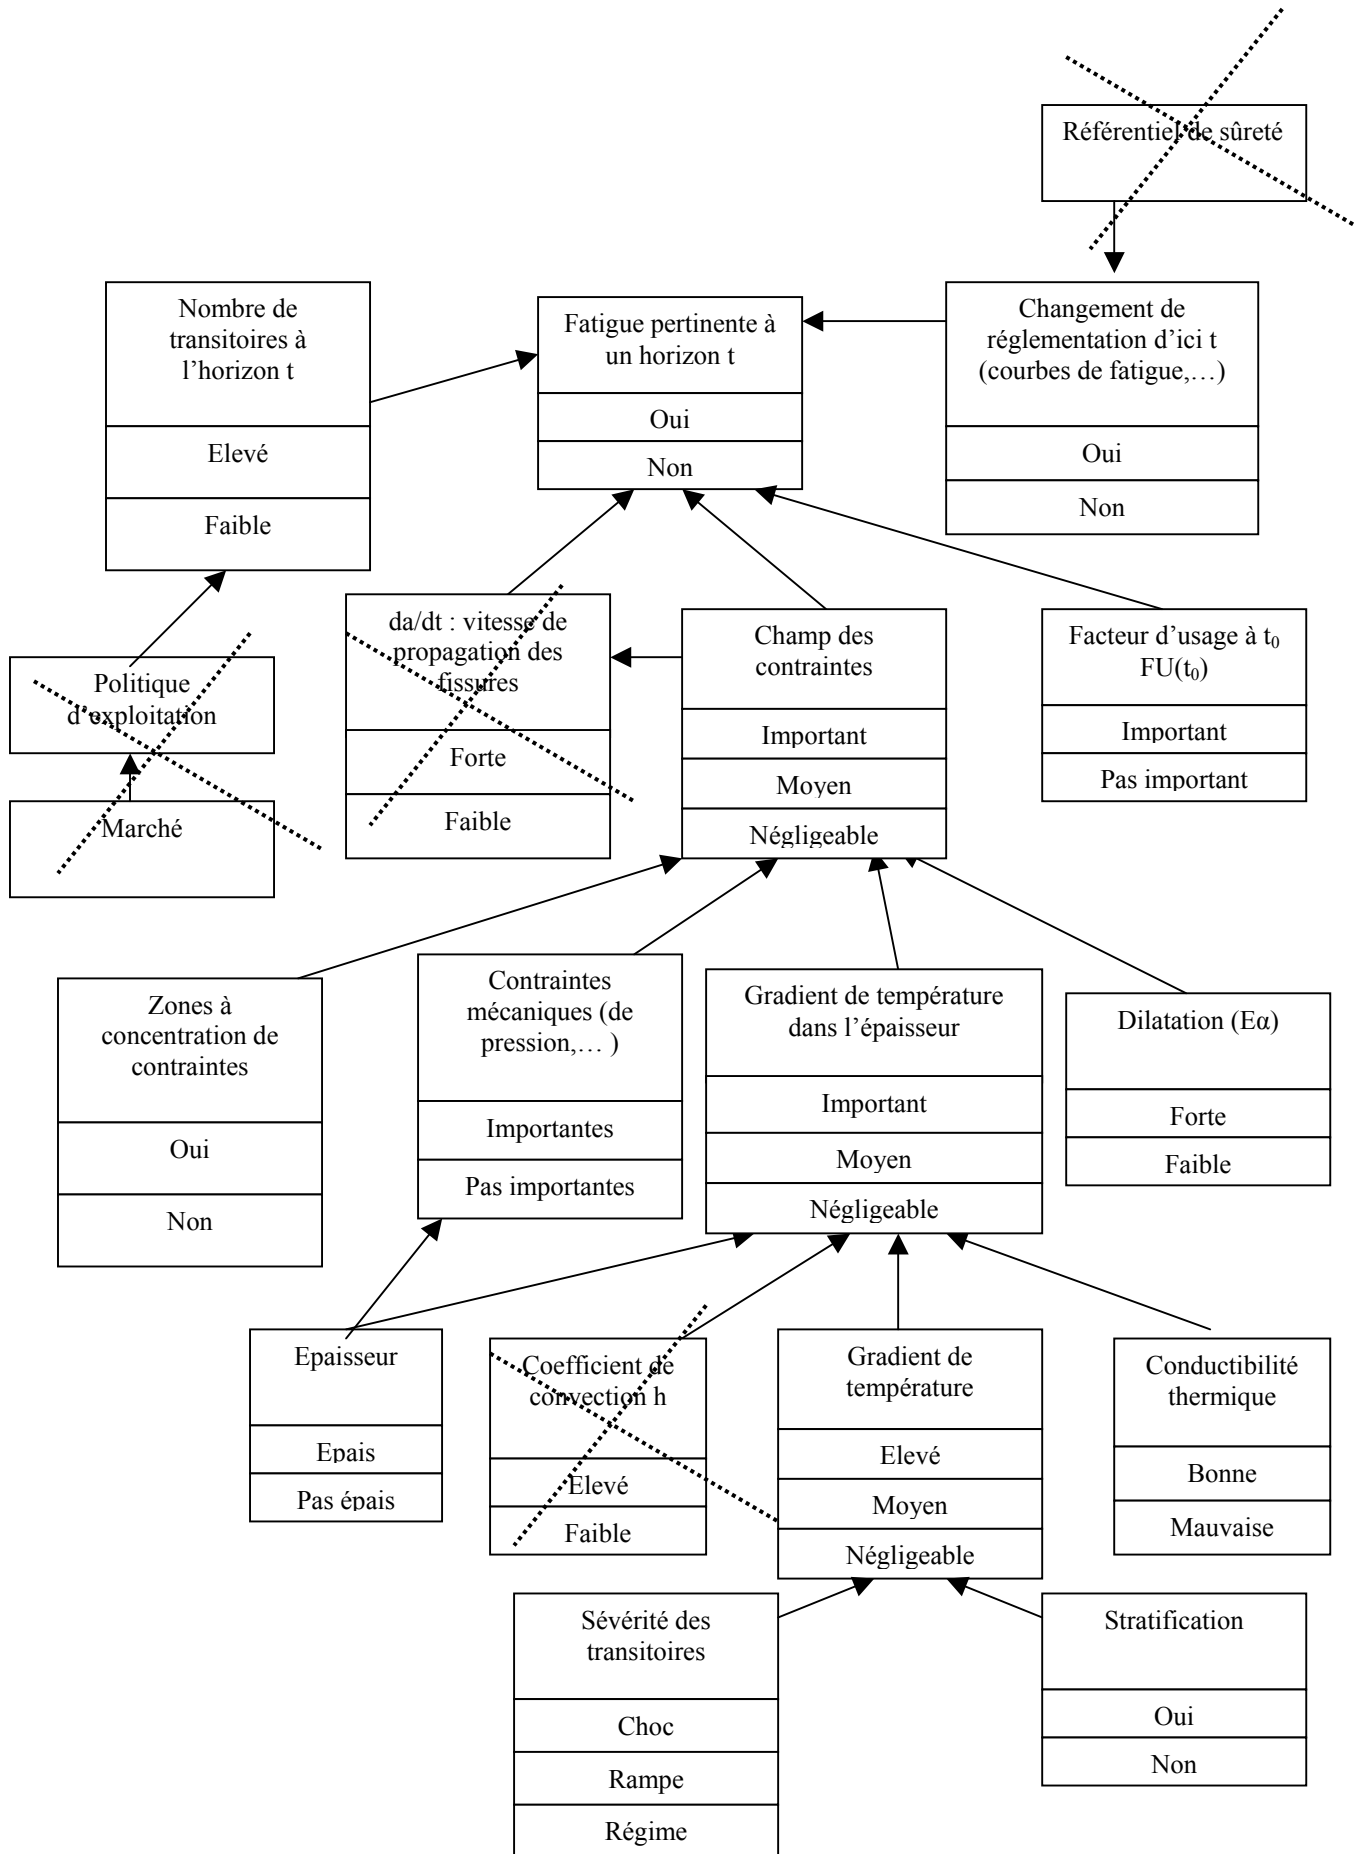 Référentiel de sûreté
Nombre de
transitoires à
l’horizon t
Elevé
Faible
Fatigue pertinente à
un horizon t
Oui
Non
Changement de
réglementation d’ici t
(courbes de fatigue,…)
Oui
Non
Politique
d’exploitation
Marché
da/dt : vitesse de
propagation des
fissures
Forte
Faible
Champ des
contraintes
Important
Moyen
Négligeable
Facteur d’usage à t₀
FU(t₀)
Important
Pas important
Zones à
concentration de
contraintes
Oui
Non
Contraintes
mécaniques (de
pression,… )
Importantes
Pas importantes
Gradient de température
dans l’épaisseur
Important
Moyen
Négligeable
Dilatation (Eα)
Forte
Faible
Epaisseur
Epais
Pas épais
Coefficient de
convection h
Elevé
Faible
Gradient de
température
Elevé
Moyen
Négligeable
Conductibilité
thermique
Bonne
Mauvaise
Sévérité des
transitoires
Choc
Rampe
Régime
Stratification
Oui
Non